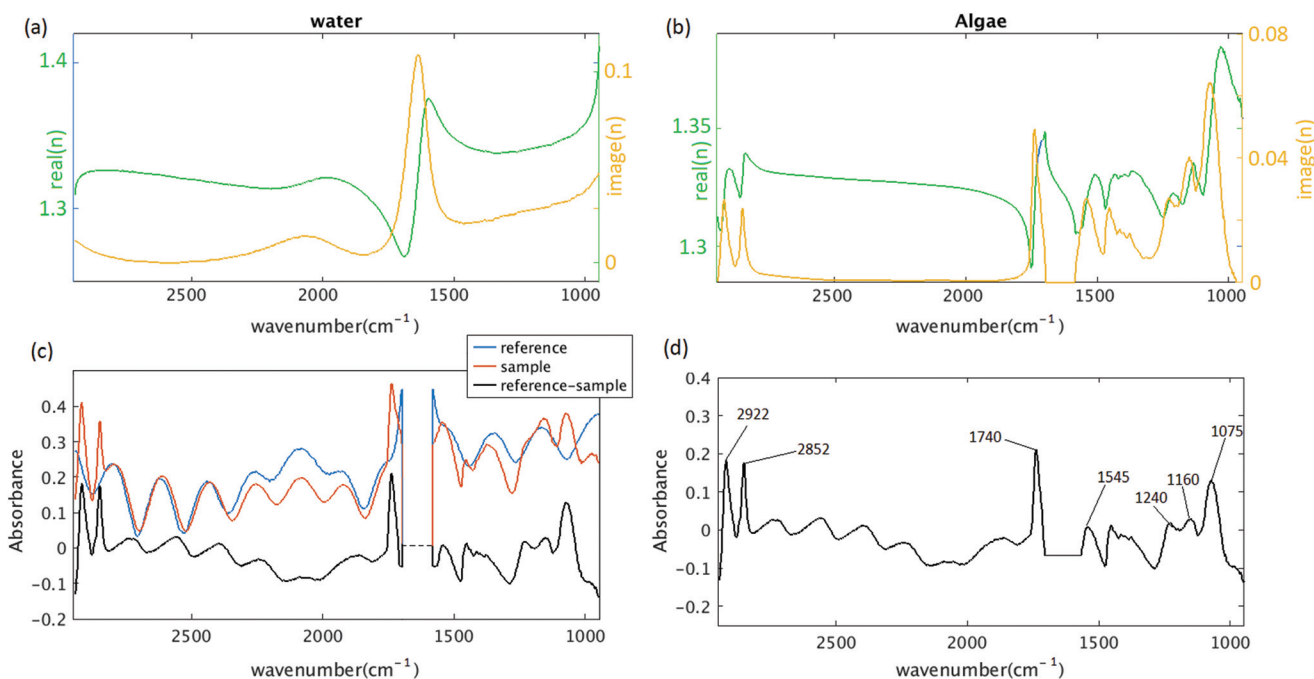 (a)
water
1.4
1.3
real(n)
0.1
0
image(n)
2500
2000
1500
1000
wavenumber(cm⁻¹)
(b)
Algae
1.35
1.3
real(n)
0.08
0.04
0
image(n)
2500
2000
1500
1000
wavenumber(cm⁻¹)
(c)
reference
sample
reference-sample
0.4
0.3
0.2
0.1
0
−0.1
−0.2
Absorbance
2500
2000
1500
1000
wavenumber(cm⁻¹)
(d)
0.4
0.3
0.2
0.1
0
−0.1
−0.2
Absorbance
2922
2852
1740
1545
1240
1160
1075
2500
2000
1500
1000
wavenumber(cm⁻¹)